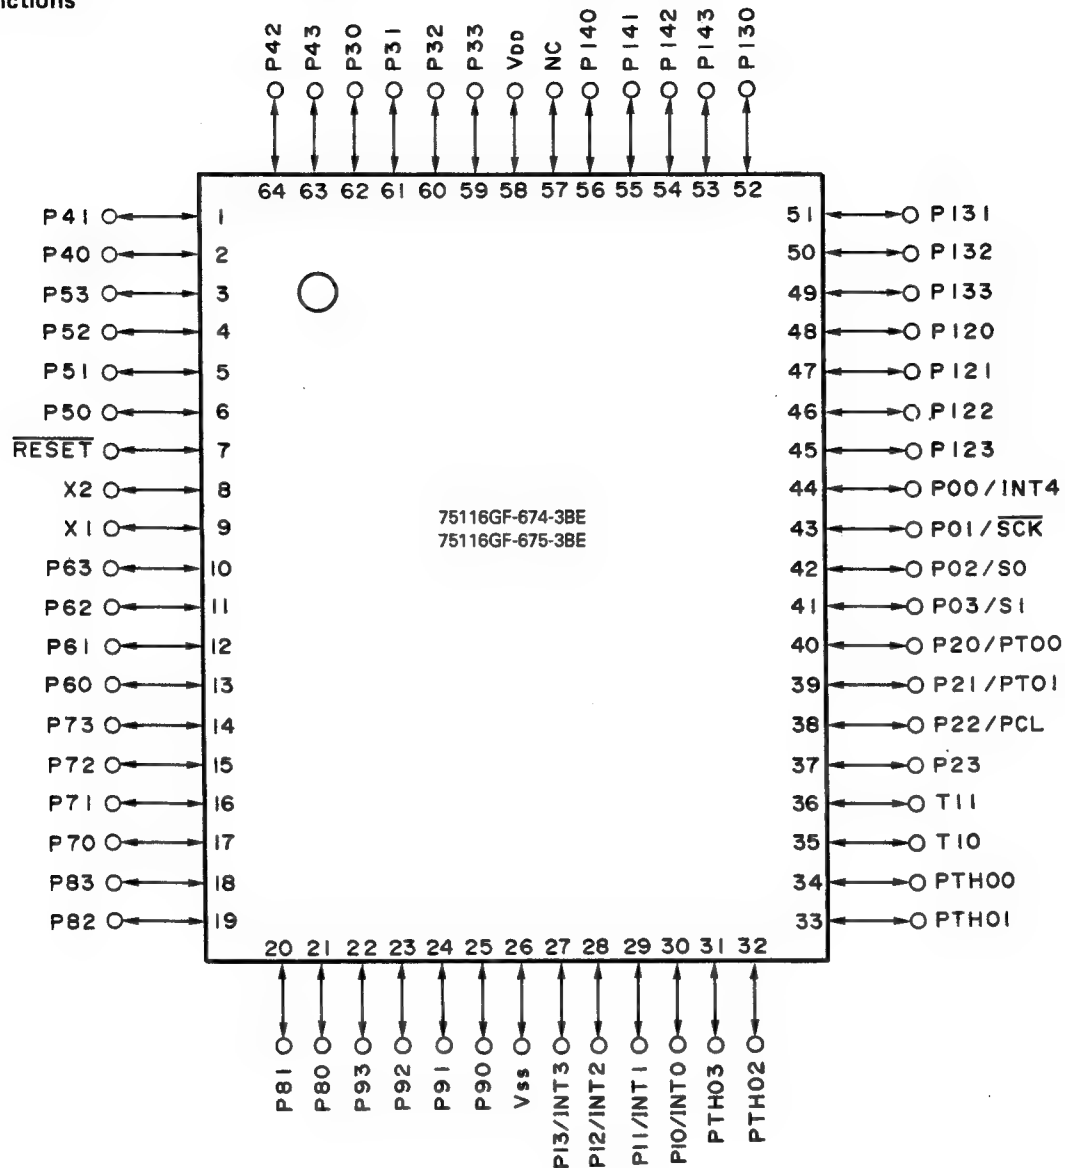 nctions
P42 P43 P30 P31 P32 P33 VDD NC P140 P141 P142 P143 P130
64 63 62 61 60 59 58 57 56 55 54 53 52
P41 1 51 P131
P40 2 50 P132
P53 3 49 P133
P52 4 48 P120
P51 5 47 P121
P50 6 46 P122
RESET 7 45 P123
X2 8 44 P00/INT4
X1 9 43 P01/SCK
P63 10 42 P02/S0
P62 11 41 P03/S1
P61 12 40 P20/PT00
P60 13 39 P21/PT01
P73 14 38 P22/PCL
P72 15 37 P23
P71 16 36 T11
P70 17 35 T10
P83 18 34 PTH00
P82 19 33 PTH01
75116GF-674-3BE
75116GF-675-3BE
20 21 22 23 24 25 26 27 28 29 30 31 32
P81 P80 P93 P92 P91 P90 Vss P13/INT3 P12/INT2 P11/INT1 P10/INT0 PTH03 PTH02